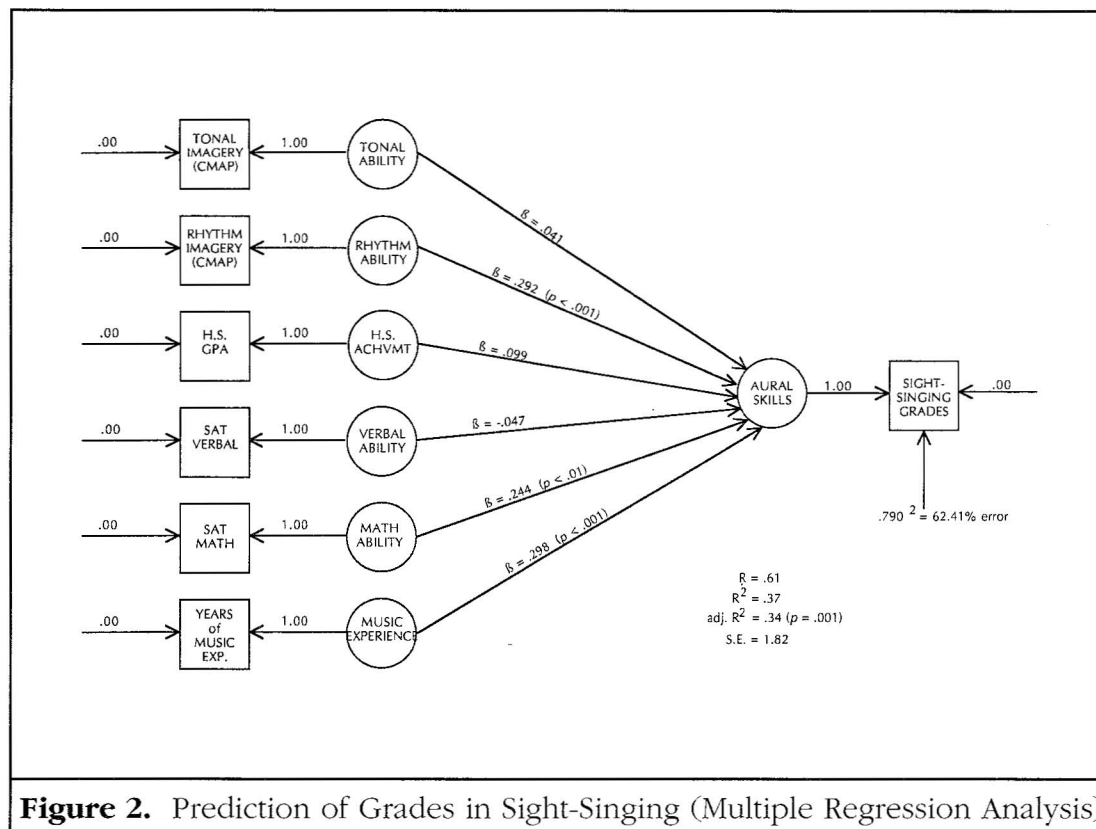 .00
TONAL
IMAGERY
(CMAP)
1.00
TONAL
ABILITY
ß = .041
.00
RHYTHM
IMAGERY
(CMAP)
1.00
RHYTHM
ABILITY
ß = .292 (p < .001)
.00
H.S.
GPA
1.00
H.S.
ACHVMT
ß = .099
.00
SAT
VERBAL
1.00
VERBAL
ABILITY
ß = -.047
.00
SAT
MATH
1.00
MATH
ABILITY
ß = .244 (p < .01)
.00
YEARS
of
MUSIC
EXP.
1.00
MUSIC
EXPERIENCE
ß = .298 (p < .001)
AURAL
SKILLS
1.00
SIGHT-
SINGING
GRADES
.00
.790 ² = 62.41% error
R = .61
R² = .37
adj. R² = .34 (p = .001)
S.E. = 1.82
Figure 2. Prediction of Grades in Sight-Singing (Multiple Regression Analysis)